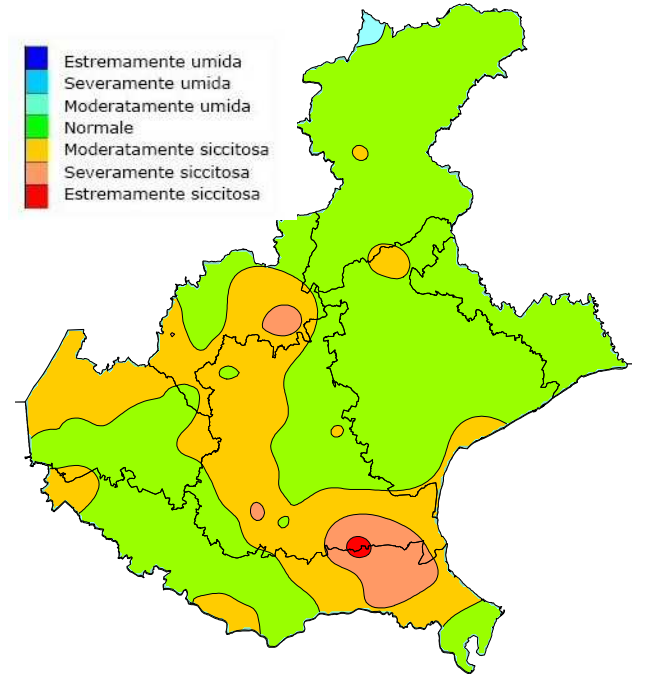 Estremamente umida
Severamente umida
Moderatamente umida
Normale
Moderatamente siccitosa
Severamente siccitosa
Estremamente siccitosa